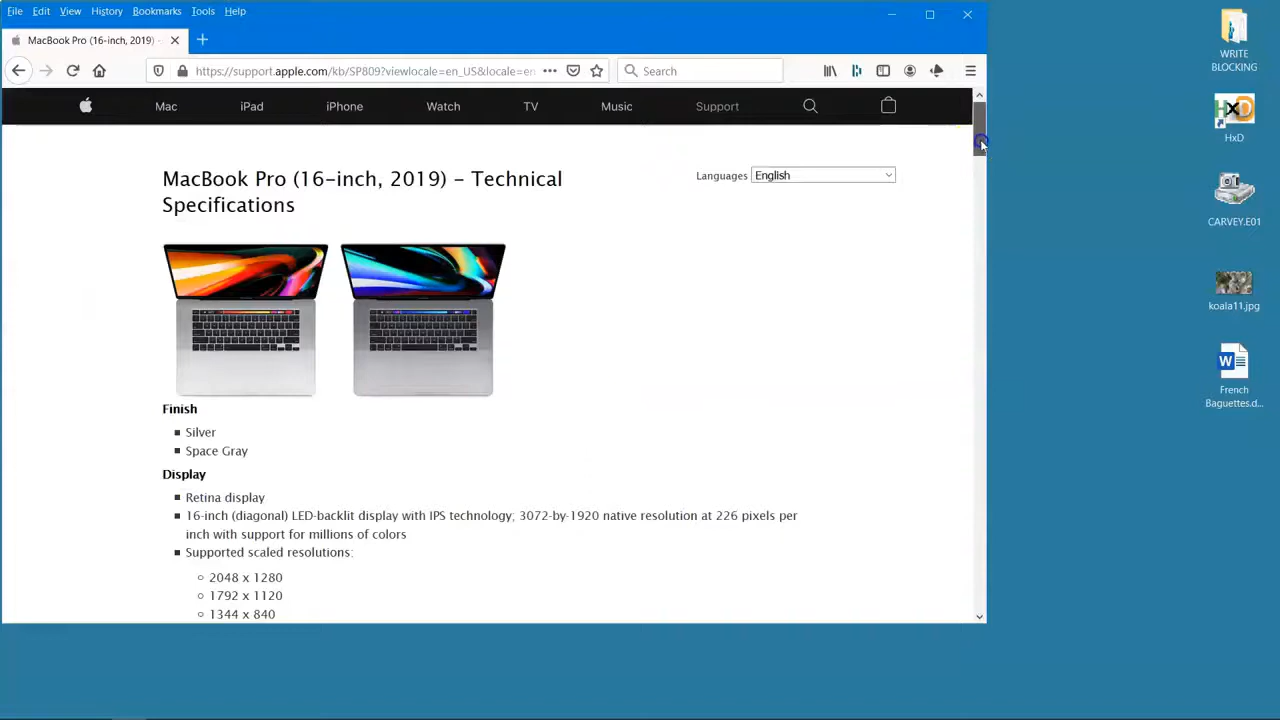 File Edit View History Bookmarks Tools Help
MacBook Pro (16-inch, 2019) -
https://support.apple.com/kb/SP809?viewlocale=en_US&locale=en
Search
Mac iPad iPhone Watch TV Music Support
MacBook Pro (16-inch, 2019) - Technical
Specifications
Languages English
Finish
Silver
Space Gray
Display
Retina display
16-inch (diagonal) LED-backlit display with IPS technology; 3072-by-1920 native resolution at 226 pixels per
inch with support for millions of colors
Supported scaled resolutions:
2048 x 1280
1792 x 1120
1344 x 840
WRITE
BLOCKING
HxD
HxD
CARVEY.E01
koala11.jpg
W
French
Baguettes.d...